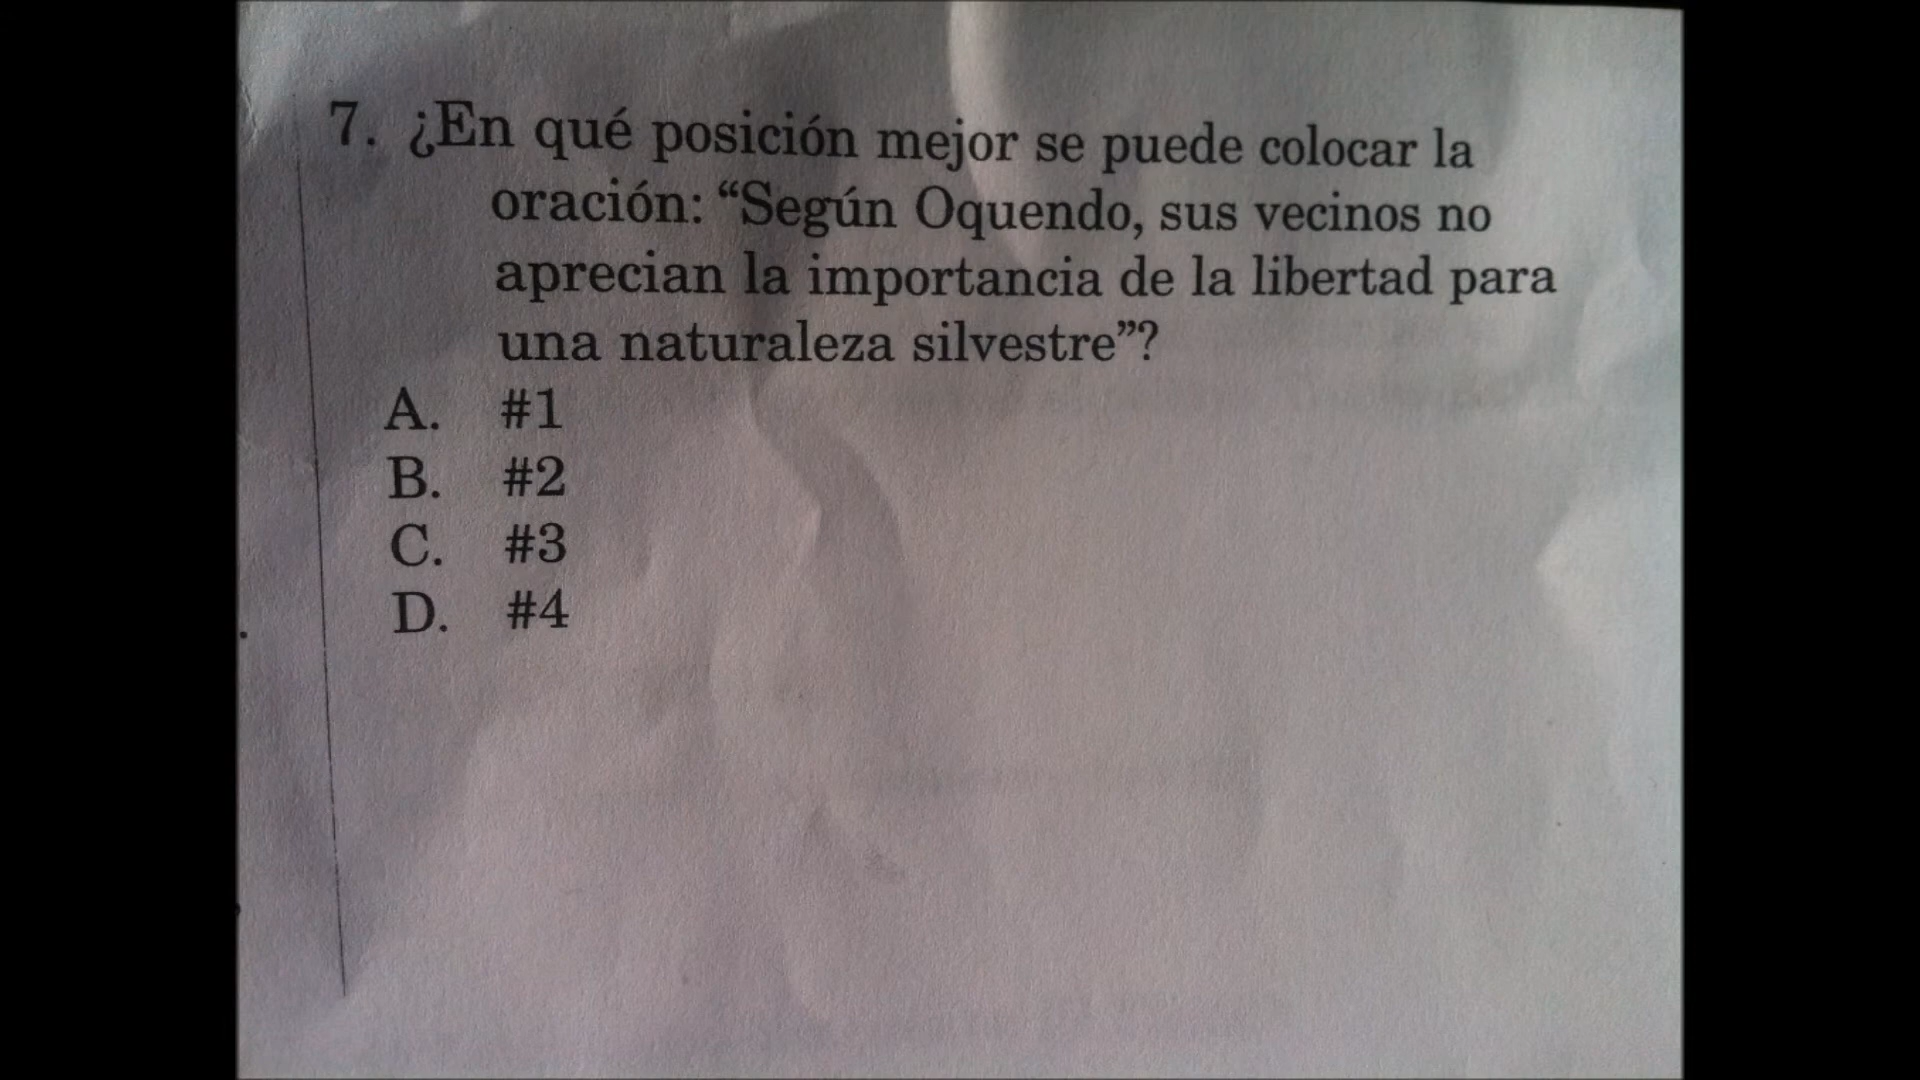 7. ¿En qué posición mejor se puede colocar la
oración: “Según Oquendo, sus vecinos no
aprecian la importancia de la libertad para
una naturaleza silvestre”?
A. #1
B. #2
C. #3
D. #4